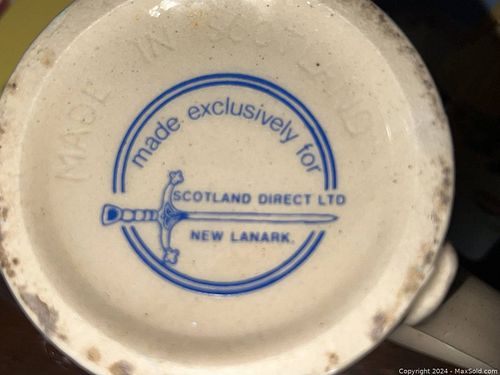 MADE IN SCOTLAND
made exclusively for
SCOTLAND DIRECT LTD
NEW LANARK.
Copyright 2024 - MaxSold.com